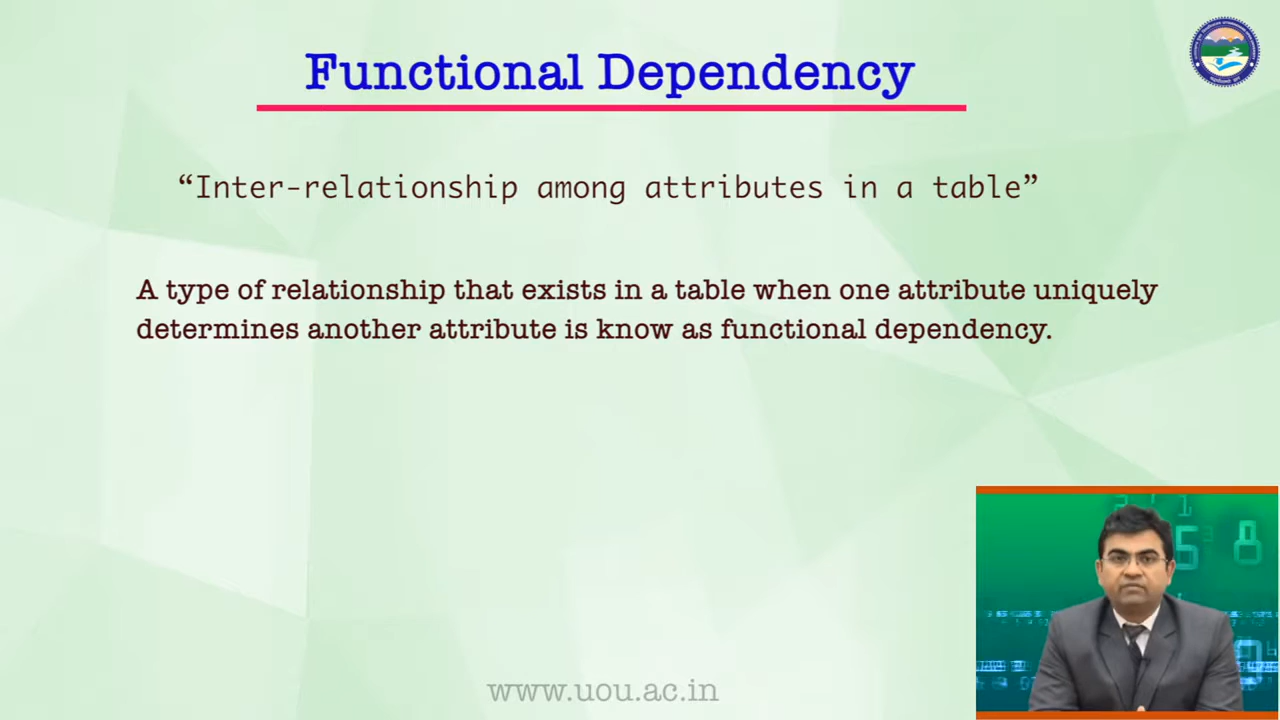 Functional Dependency
“Inter-relationship among attributes in a table”
A type of relationship that exists in a table when one attribute uniquely
determines another attribute is know as functional dependency.
www.uou.ac.in